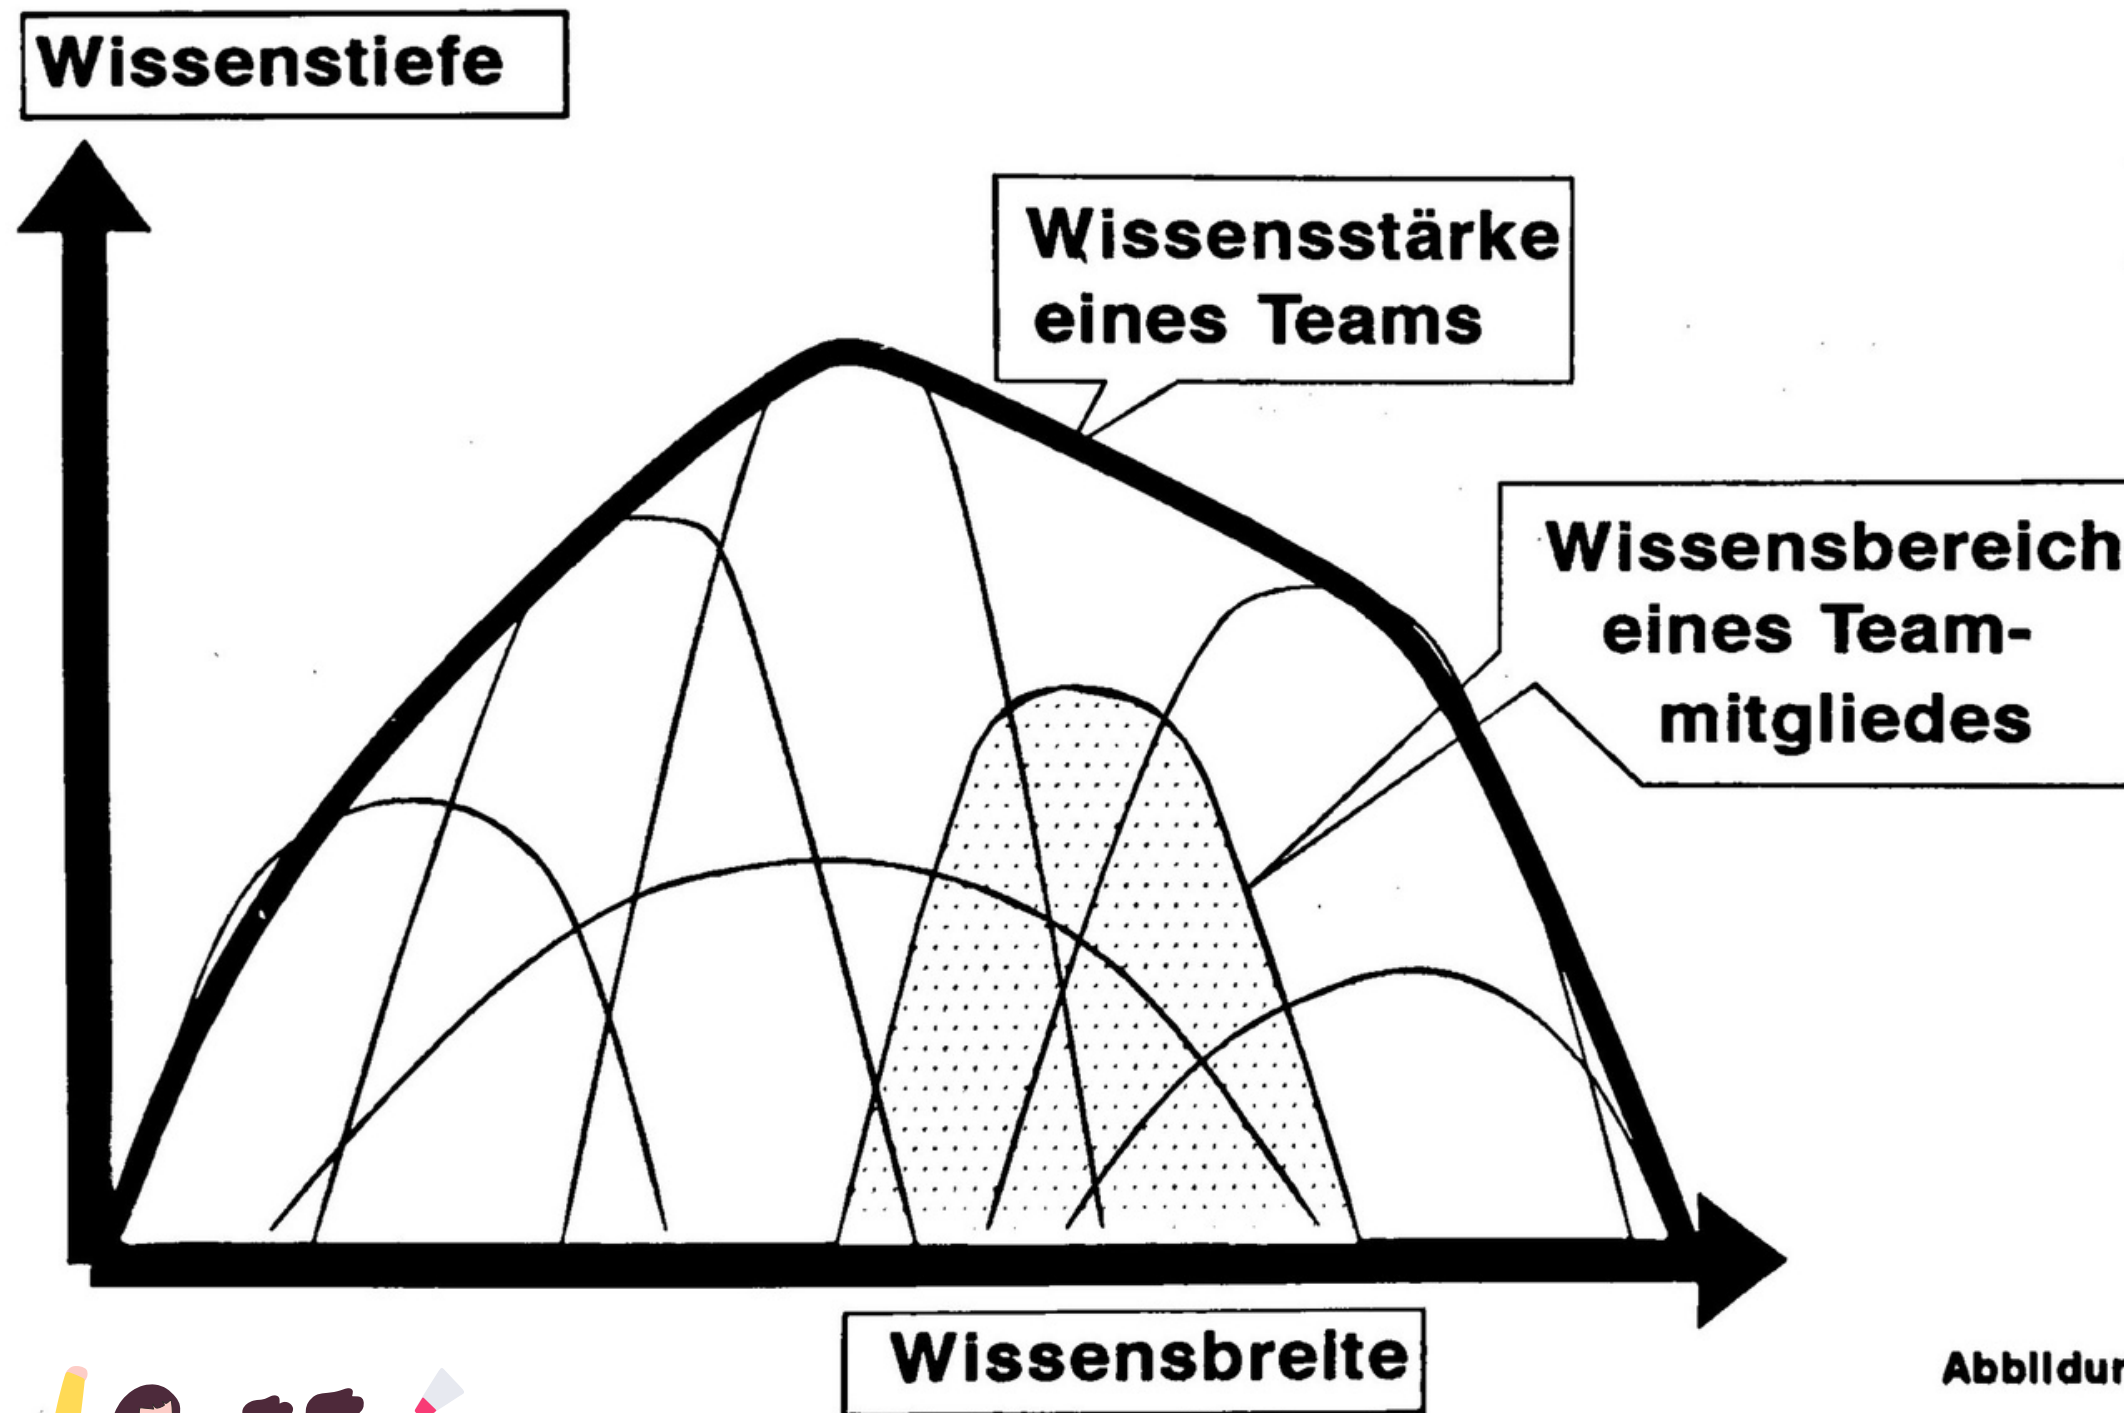 Wissenstiefe
Wissensstärke
eines Teams
Wissensbereich
eines Team-
mitgliedes
Wissensbreite